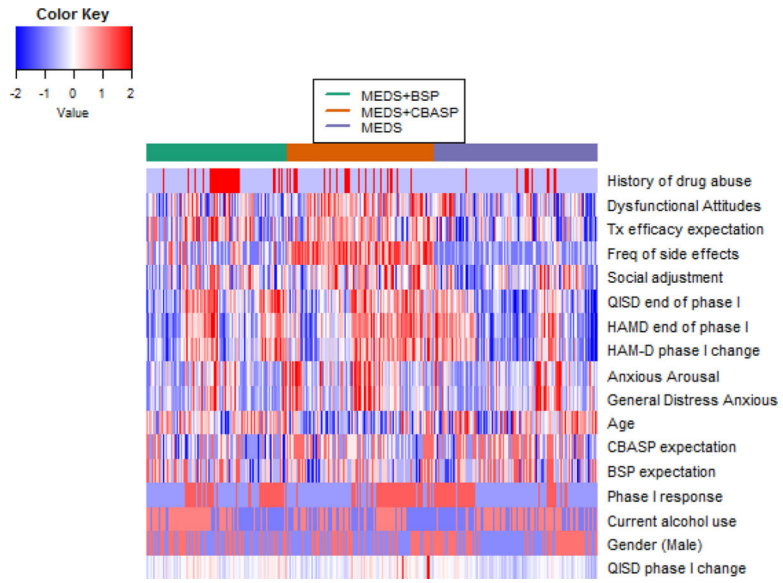 Color Key
-2 -1 0 1 2
Value
MEDS+BSP
MEDS+CBASP
MEDS
History of drug abuse
Dysfunctional Attitudes
Tx efficacy expectation
Freq of side effects
Social adjustment
QISD end of phase I
HAMD end of phase I
HAM-D phase I change
Anxious Arousal
General Distress Anxious
Age
CBASP expectation
BSP expectation
Phase I response
Current alcohol use
Gender (Male)
QISD phase I change